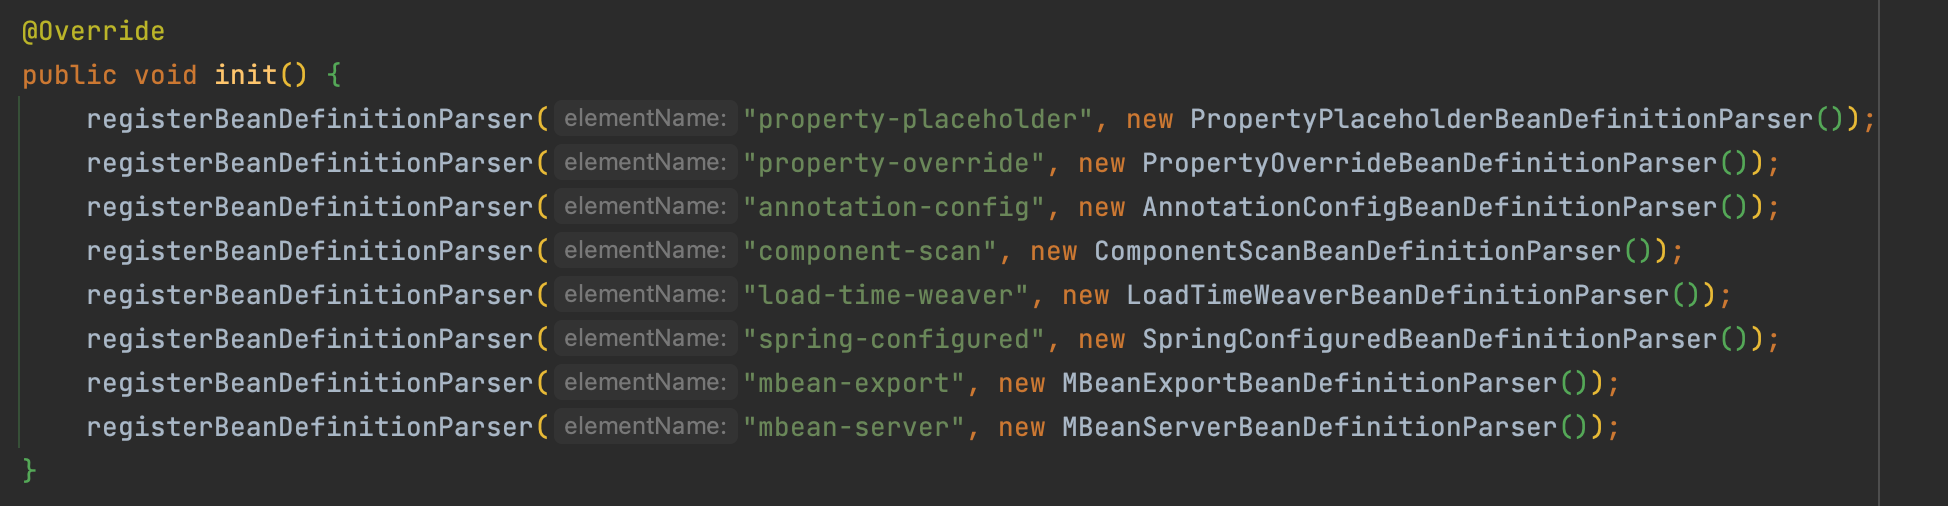 @Override
public void init() {
    registerBeanDefinitionParser( elementName: "property-placeholder", new PropertyPlaceholderBeanDefinitionParser());
    registerBeanDefinitionParser( elementName: "property-override", new PropertyOverrideBeanDefinitionParser());
    registerBeanDefinitionParser( elementName: "annotation-config", new AnnotationConfigBeanDefinitionParser());
    registerBeanDefinitionParser( elementName: "component-scan", new ComponentScanBeanDefinitionParser());
    registerBeanDefinitionParser( elementName: "load-time-weaver", new LoadTimeWeaverBeanDefinitionParser());
    registerBeanDefinitionParser( elementName: "spring-configured", new SpringConfiguredBeanDefinitionParser());
    registerBeanDefinitionParser( elementName: "mbean-export", new MBeanExportBeanDefinitionParser());
    registerBeanDefinitionParser( elementName: "mbean-server", new MBeanServerBeanDefinitionParser());
}